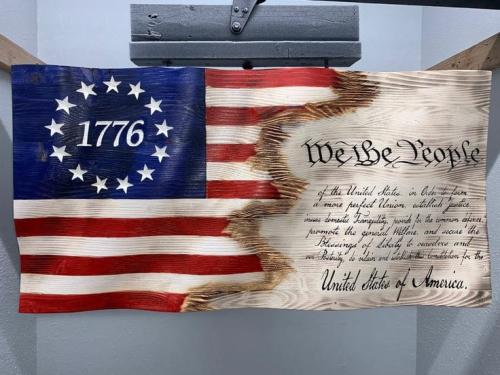 1776
We the People
of the United States, in Order to form
a more perfect Union, establish justice,
insure domestic Tranquility, provide for the common defence,
promote the general Welfare, and secure the
Blessings of Liberty to ourselves and
our Posterity, do ordain and establish this Constitution for the
United States of America.